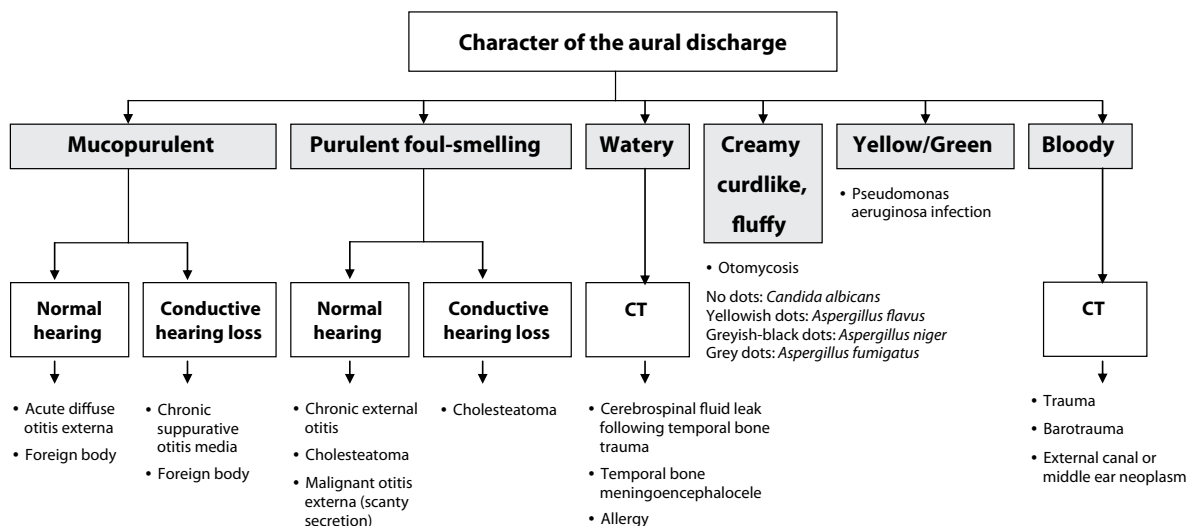 Character of the aural discharge
Mucopurulent
Purulent foul-smelling
Watery
Creamy
curdlike,
fluffy
Yellow/Green
Bloody
• Pseudomonas
aeruginosa infection
• Otomycosis
No dots: Candida albicans
Yellowish dots: Aspergillus flavus
Greyish-black dots: Aspergillus niger
Grey dots: Aspergillus fumigatus
Normal
hearing
Conductive
hearing loss
Normal
hearing
Conductive
hearing loss
CT
CT
• Acute diffuse
otitis externa
• Foreign body
• Chronic
suppurative
otitis media
• Foreign body
• Chronic external
otitis
• Cholesteatoma
• Malignant otitis
externa (scanty
secretion)
• Cholesteatoma
• Cerebrospinal fluid leak
following temporal bone
trauma
• Temporal bone
meningoencephalocele
• Allergy
• Trauma
• Barotrauma
• External canal or
middle ear neoplasm